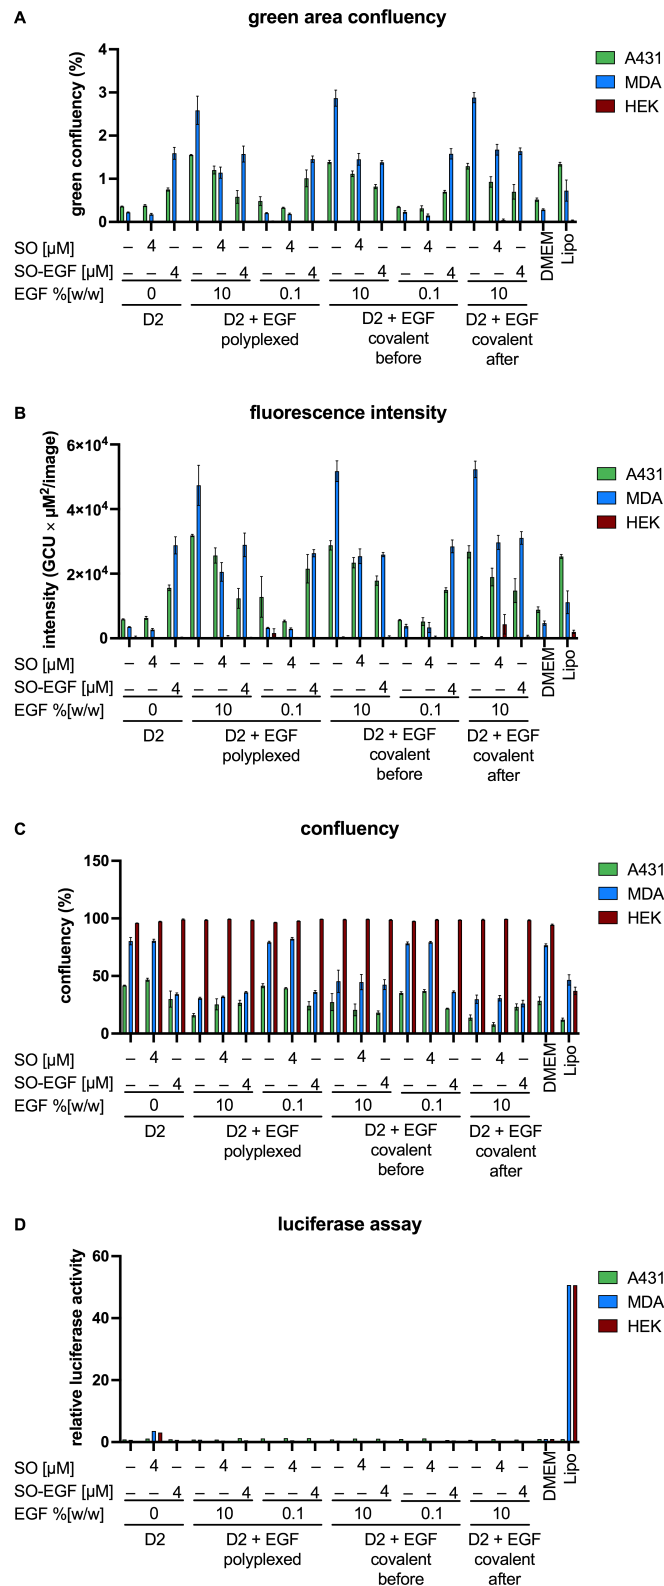 A
green area confluency
green confluency (%)
4
3
2
1
0
A431
MDA
HEK
SO [µM] – 4 – – 4 – – 4 – – 4 – – 4 – – 4 –
SO-EGF [µM] – – 4 – – 4 – – 4 – – 4 – – 4 – – 4
DMEM
Lipo
EGF %[w/w] 0 10 0.1 10 0.1 10
D2 D2 + EGF D2 + EGF D2 + EGF
polyplexed covalent covalent
before after
B
fluorescence intensity
intensity (GCU × µM²/image)
6×10⁴
4×10⁴
2×10⁴
0
A431
MDA
HEK
SO [µM] – 4 – – 4 – – 4 – – 4 – – 4 – – 4 –
SO-EGF [µM] – – 4 – – 4 – – 4 – – 4 – – 4 – – 4
DMEM
Lipo
EGF %[w/w] 0 10 0.1 10 0.1 10
D2 D2 + EGF D2 + EGF D2 + EGF
polyplexed covalent covalent
before after
C
confluency
confluency (%)
150
100
50
0
A431
MDA
HEK
SO [µM] – 4 – – 4 – – 4 – – 4 – – 4 – – 4 –
SO-EGF [µM] – – 4 – – 4 – – 4 – – 4 – – 4 – – 4
DMEM
Lipo
EGF %[w/w] 0 10 0.1 10 0.1 10
D2 D2 + EGF D2 + EGF D2 + EGF
polyplexed covalent covalent
before after
D
luciferase assay
relative luciferase activity
60
40
20
0
A431
MDA
HEK
SO [µM] – 4 – – 4 – – 4 – – 4 – – 4 – – 4 –
SO-EGF [µM] – – 4 – – 4 – – 4 – – 4 – – 4 – – 4
DMEM
Lipo
EGF %[w/w] 0 10 0.1 10 0.1 10
D2 D2 + EGF D2 + EGF D2 + EGF
polyplexed covalent covalent
before after